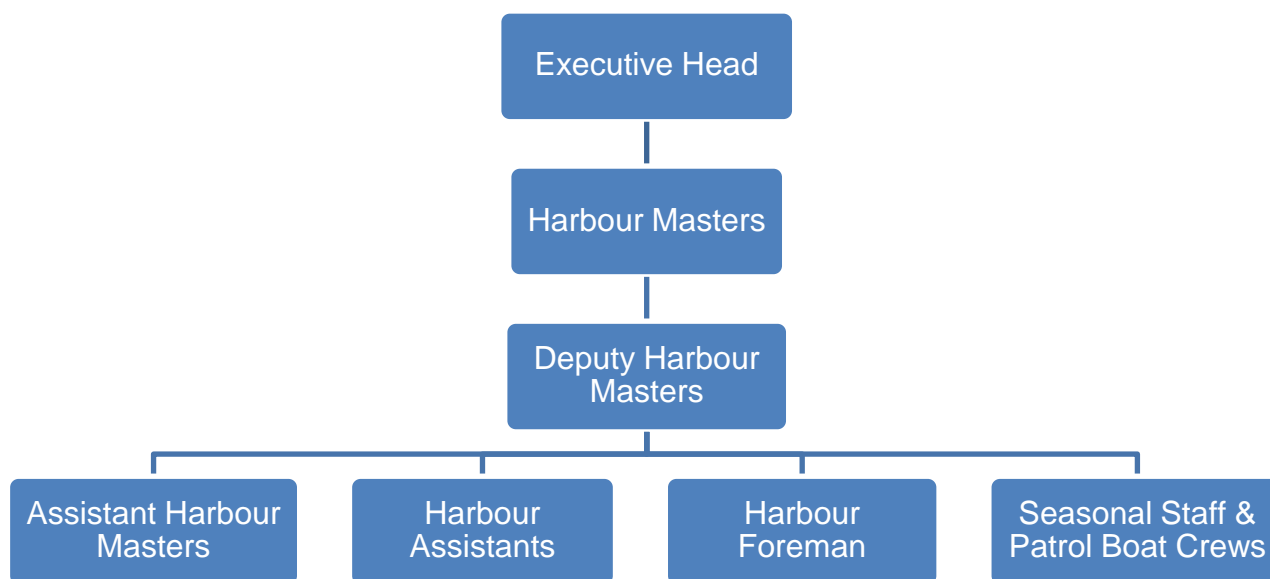 Executive Head
Harbour Masters
Deputy Harbour
Masters
Assistant Harbour
Masters
Harbour
Assistants
Harbour
Foreman
Seasonal Staff &
Patrol Boat Crews